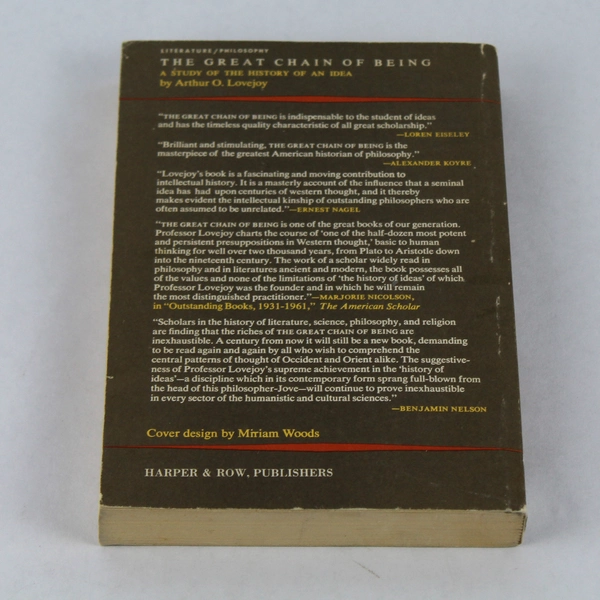 LITERATURE/PHILOSOPHY
THE GREAT CHAIN OF BEING
A STUDY OF THE HISTORY OF AN IDEA
by Arthur O. Lovejoy
"THE GREAT CHAIN OF BEING is indispensable to the student of ideas
and has the timeless quality characteristic of all great scholarship."
—LOREN EISELEY
"Brilliant and stimulating, THE GREAT CHAIN OF BEING is the
masterpiece of the greatest American historian of philosophy."
—ALEXANDER KOYRE
"Lovejoy's book is a fascinating and moving contribution to
intellectual history. It is a masterly account of the influence that a seminal
idea has had upon centuries of western thought, and it thereby
makes evident the intellectual kinship of outstanding philosophers who are
often assumed to be unrelated."—ERNEST NAGEL
"THE GREAT CHAIN OF BEING is one of the great books of our generation.
Professor Lovejoy charts the course of 'one of the half-dozen most potent
and persistent presuppositions in Western thought,' basic to human
thinking for well over two thousand years, from Plato to Aristotle down
into the nineteenth century. The work of a scholar widely read in
philosophy and in literatures ancient and modern, the book possesses all
of the values and none of the limitations of 'the history of ideas' of which
Professor Lovejoy was the founder and in which he will remain
the most distinguished practitioner."—MARJORIE NICOLSON,
in "Outstanding Books, 1931-1961," The American Scholar
"Scholars in the history of literature, science, philosophy, and religion
are finding that the riches of THE GREAT CHAIN OF BEING are
inexhaustible. A century from now it will still be a new book, demanding
to be read again and again by all who wish to comprehend the
central patterns of thought of Occident and Orient alike. The suggestive-
ness of Professor Lovejoy's supreme achievement in the 'history of
ideas'—a discipline which in its contemporary form sprang full-blown from
the head of this philosopher-Jove—will continue to prove inexhaustible
in every sector of the humanistic and cultural sciences."
—BENJAMIN NELSON
Cover design by Miriam Woods
HARPER & ROW, PUBLISHERS